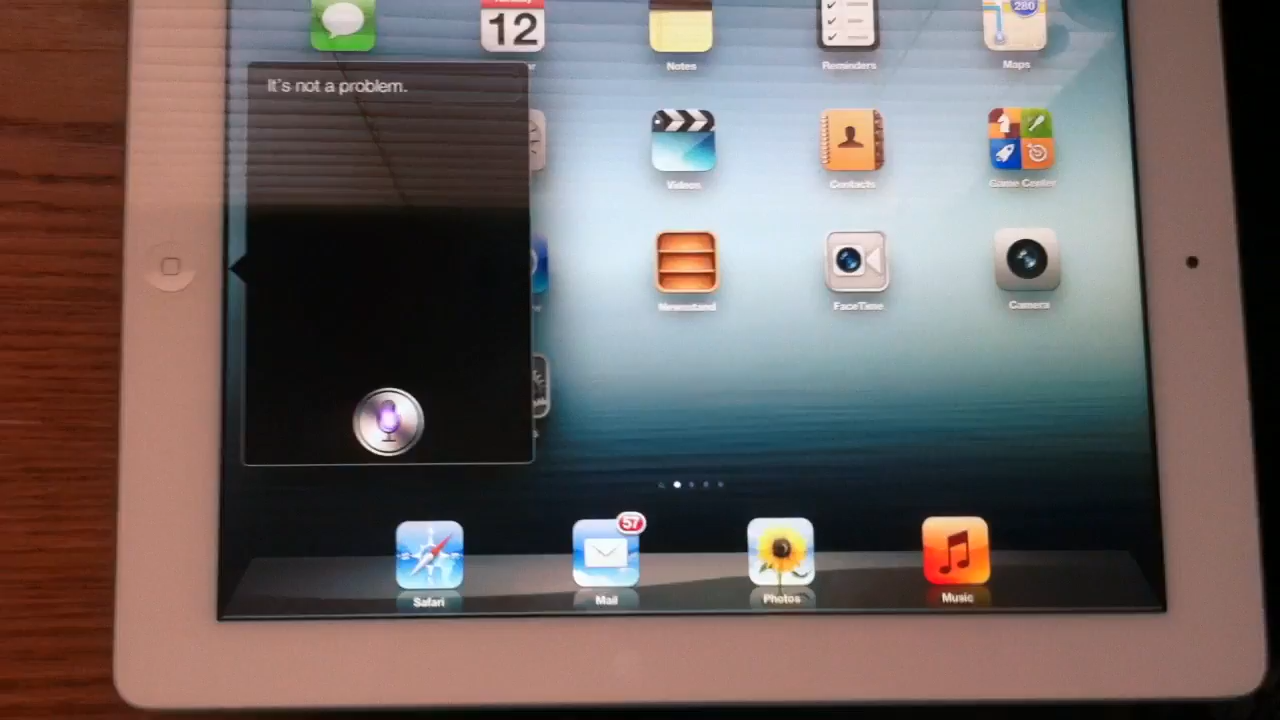 280
12
Notes
Reminders
Maps
It's not a problem.
Videos
Contacts
Game Center
Newsstand
FaceTime
Camera
57
Safari
Mail
Photos
Music